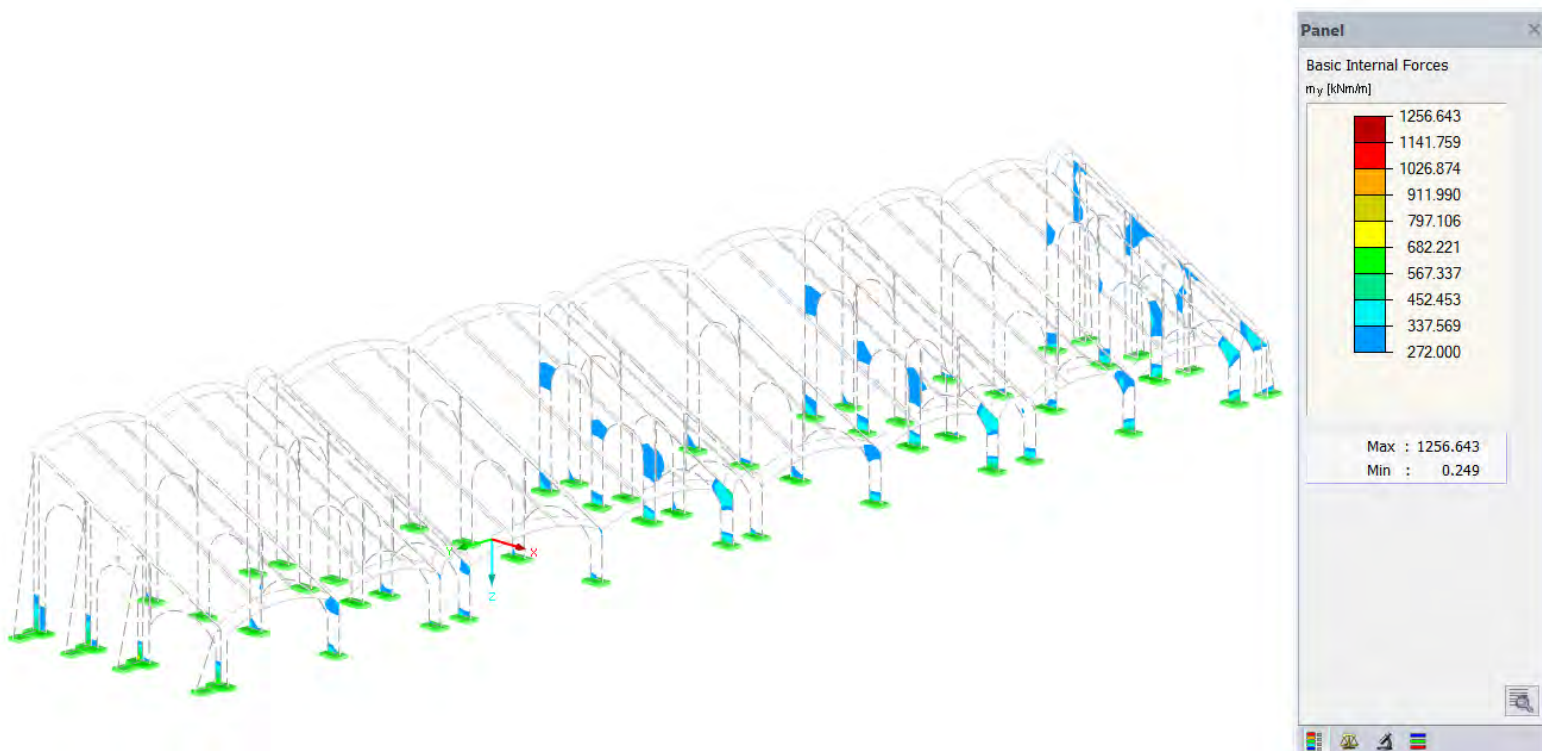 Panel
Basic Internal Forces
my [kNm/m]
1256.643
1141.759
1026.874
911.990
797.106
682.221
567.337
452.453
337.569
272.000
Max : 1256.643
Min : 0.249
Y
X
Z